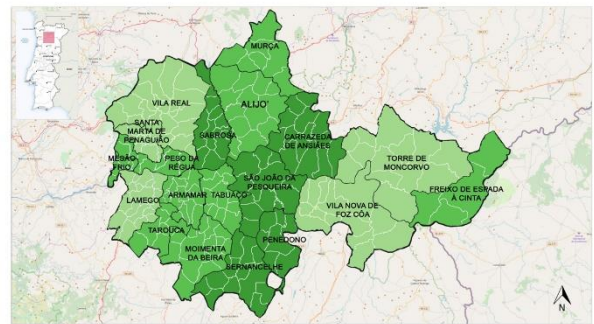 MURÇA
VILA REAL
ALIJO'
SANTA
MARTA DE
PENAGUIÃO
SABROSA
CARRAZEDA
DE ANSIÃES
MESÃO
FRIO
PESO DA
RÉGUA
TORRE DE
MONCORVO
SÃO JOÃO DA
PESQUEIRA
FREIXO DE ESPADA
À CINTA
LAMEGO
ARMAMAR
TABUAÇO
VILA NOVA DE
FOZ CÔA
TAROUCA
PENEDONO
MOIMENTA
DA BEIRA
SERNANCELHE
N